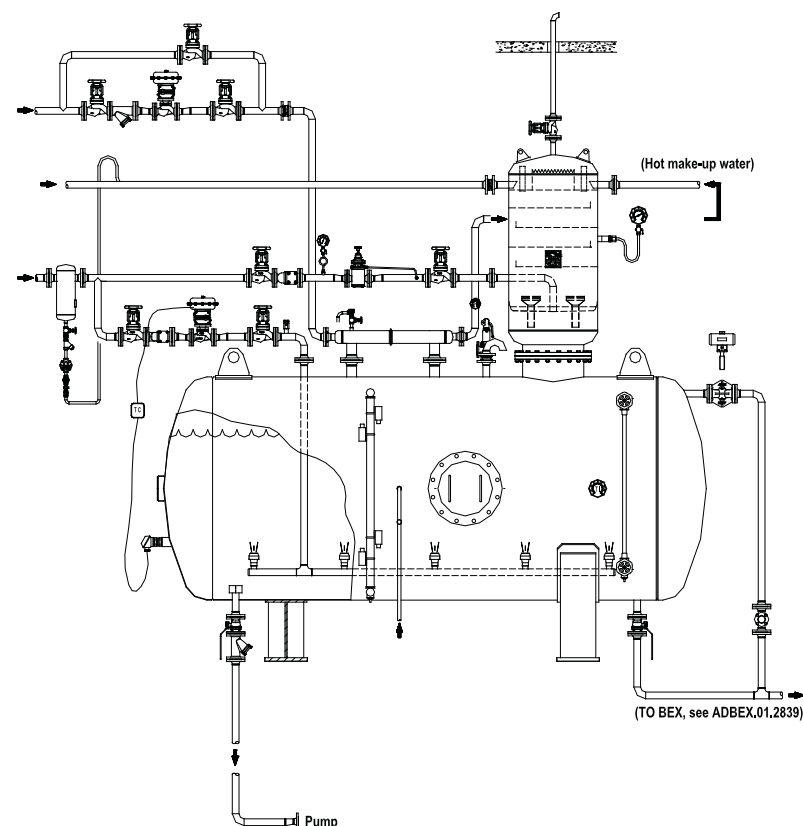 (Hot make-up water)
TC
(TO BEX, see ADBEX.01.2839)
Pump